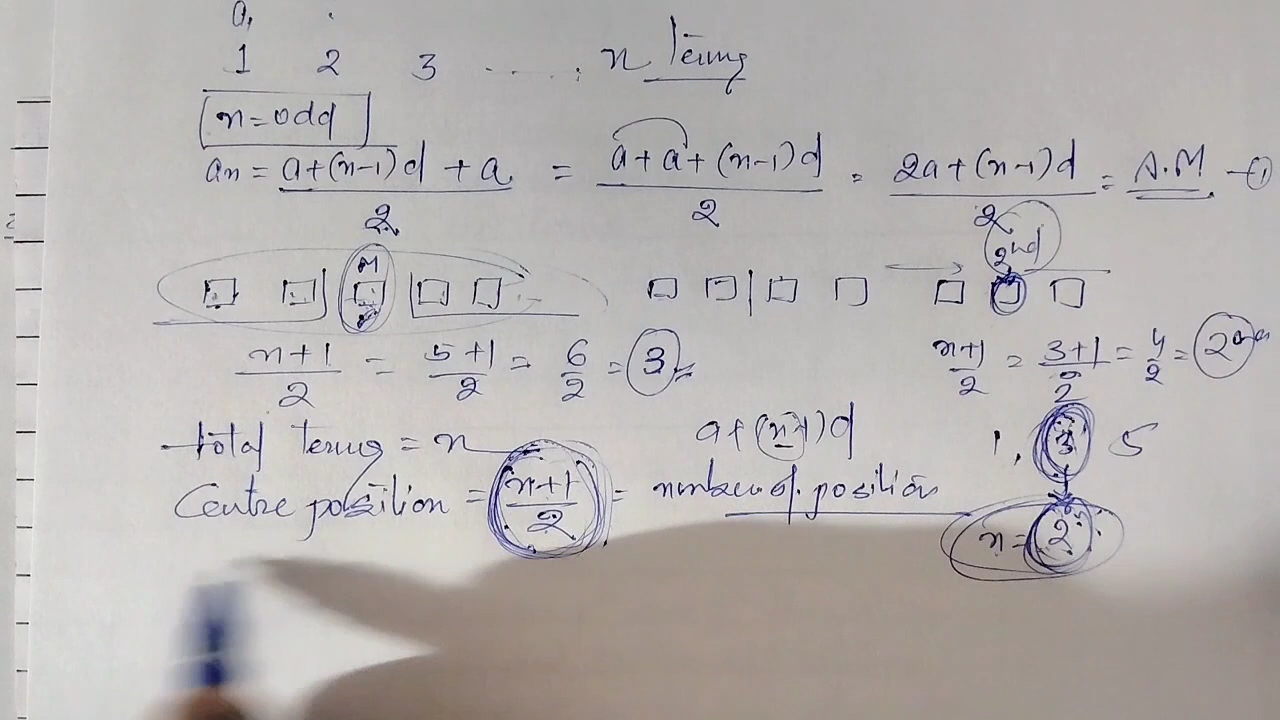 a₁
1 2 3 ..... n terms
n=odd
an = a+(n-1)d + a / 2 = a+a+(n-1)d / 2 = 2a+(n-1)d / 2 = A.M -①
M 2nd
n+1 / 2 = 5+1 / 2 = 6 / 2 = 3 n+1 / 2 = 3+1 / 2 = 4 / 2 = 2
total terms = n a+(n-1)d 1, 3 5
Centre position = n+1 / 2 = number of position n = 2